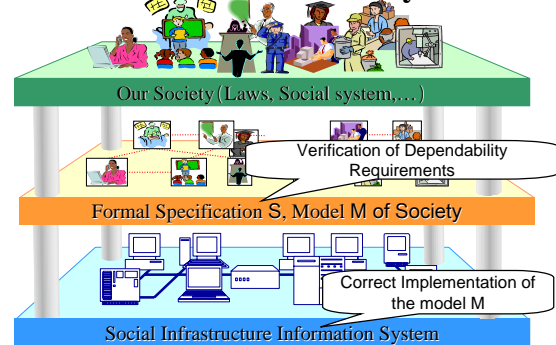 Our Society(Laws, Social system,…)
Verification of Dependability
Requirements
Formal Specification S, Model M of Society
Correct Implementation of
the model M
Social Infrastructure Information System